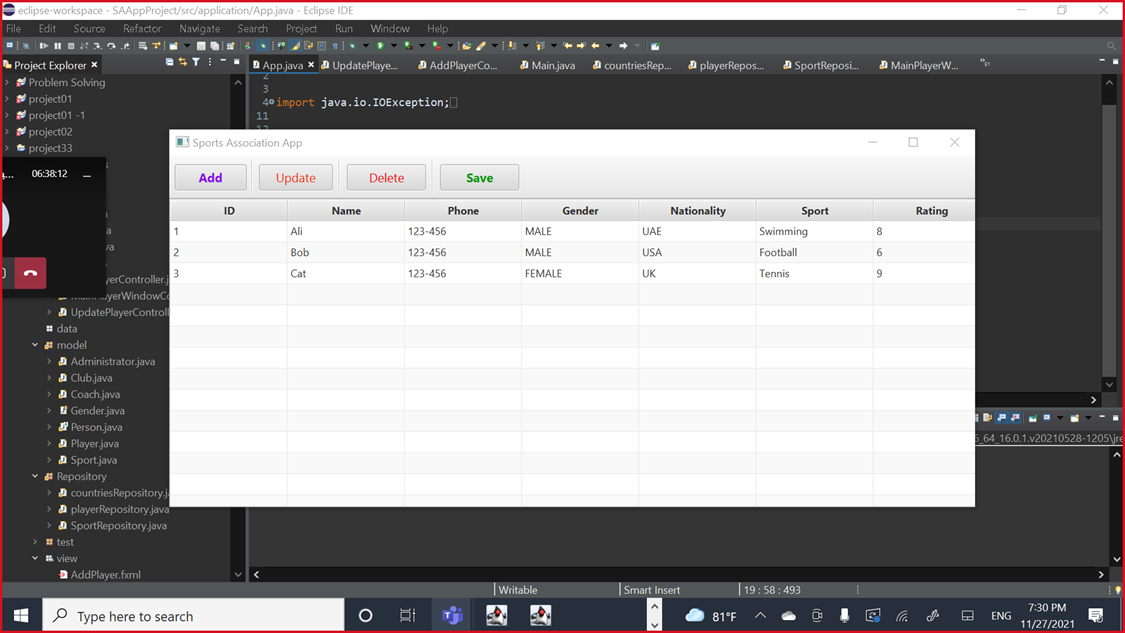 eclipse-workspace - SAAppProject/src/application/App.java - Eclipse IDE
File Edit Source Refactor Navigate Search Project Run Window Help
Project Explorer
App.java UpdatePlaye... AddPlayerCo... Main.java countriesRep... playerRepos... SportReposi... MainPlayerW... »91
Problem Solving
project01
project01 -1
project02
project33
2
3
4 import java.io.IOException;
11
12
06:38:12
Sports Association App
Add Update Delete Save
ID Name Phone Gender Nationality Sport Rating
1 Ali 123-456 MALE UAE Swimming 8
2 Bob 123-456 MALE USA Football 6
3 Cat 123-456 FEMALE UK Tennis 9
yerController.j
mainPlayerWindowCo
UpdatePlayerControll
data
model
Administrator.java
Club.java
Coach.java
Gender.java
Person.java
Player.java
Sport.java
Repository
countriesRepository.ja
playerRepository.java
SportRepository.java
test
view
AddPlayer.fxml
5_64_16.0.1.v20210528-1205\jre
Writable Smart Insert 19 : 58 : 493
Type here to search
81°F
ENG
7:30 PM
11/27/2021